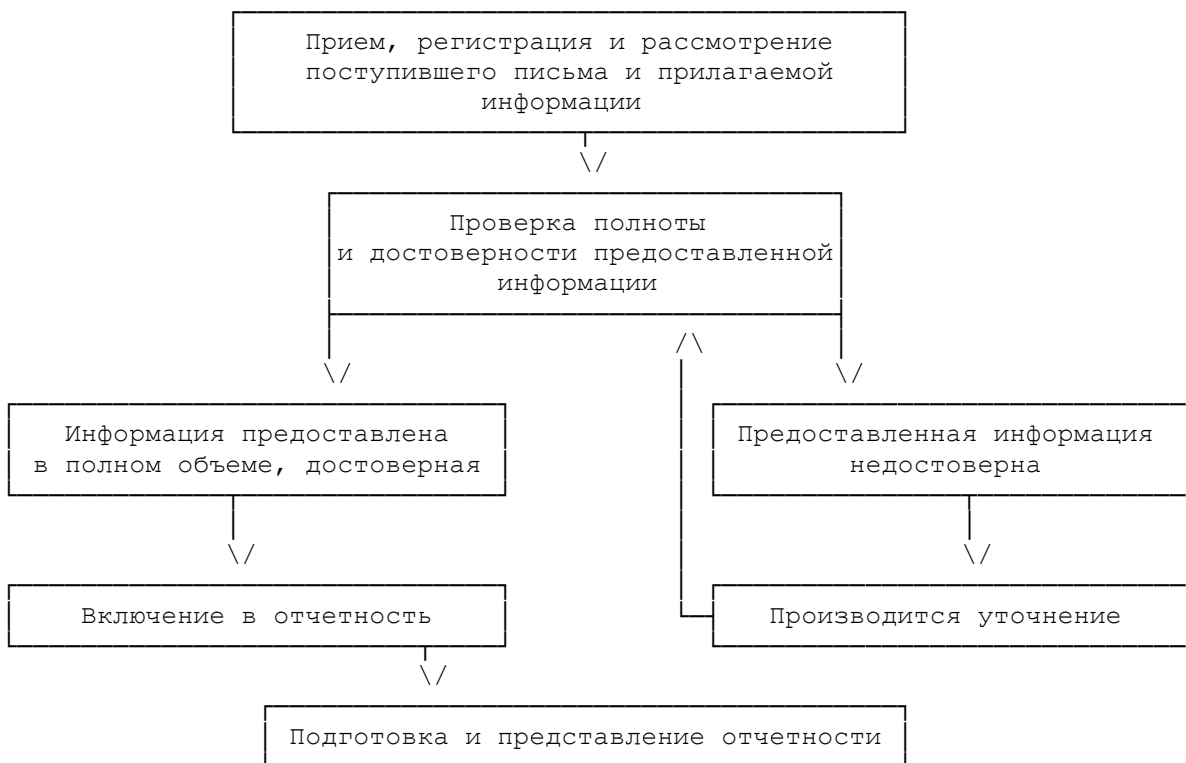 Прием, регистрация и рассмотрение
поступившего письма и прилагаемой
информации
Проверка полноты
и достоверности предоставленной
информации
Информация предоставлена
в полном объеме, достоверная
Предоставленная информация
недостоверна
Включение в отчетность
Производится уточнение
Подготовка и представление отчетности